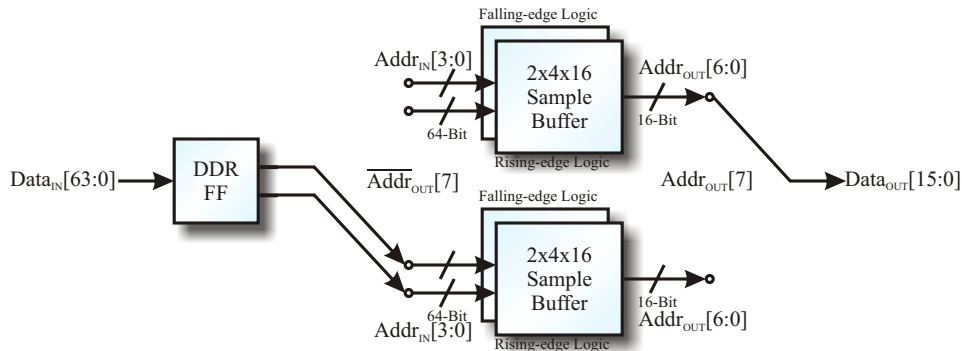 Falling-edge Logic
Addr_IN[3:0]
2x4x16
Sample
Buffer
Addr_OUT[6:0]
64-Bit
16-Bit
Rising-edge Logic
Data_IN[63:0]
DDR
FF
A̅d̅d̅r̅_OUT[7]
Addr_OUT[7]
Data_OUT[15:0]
Falling-edge Logic
2x4x16
Sample
Buffer
64-Bit
16-Bit
Addr_IN[3:0]
Addr_OUT[6:0]
Rising-edge Logic